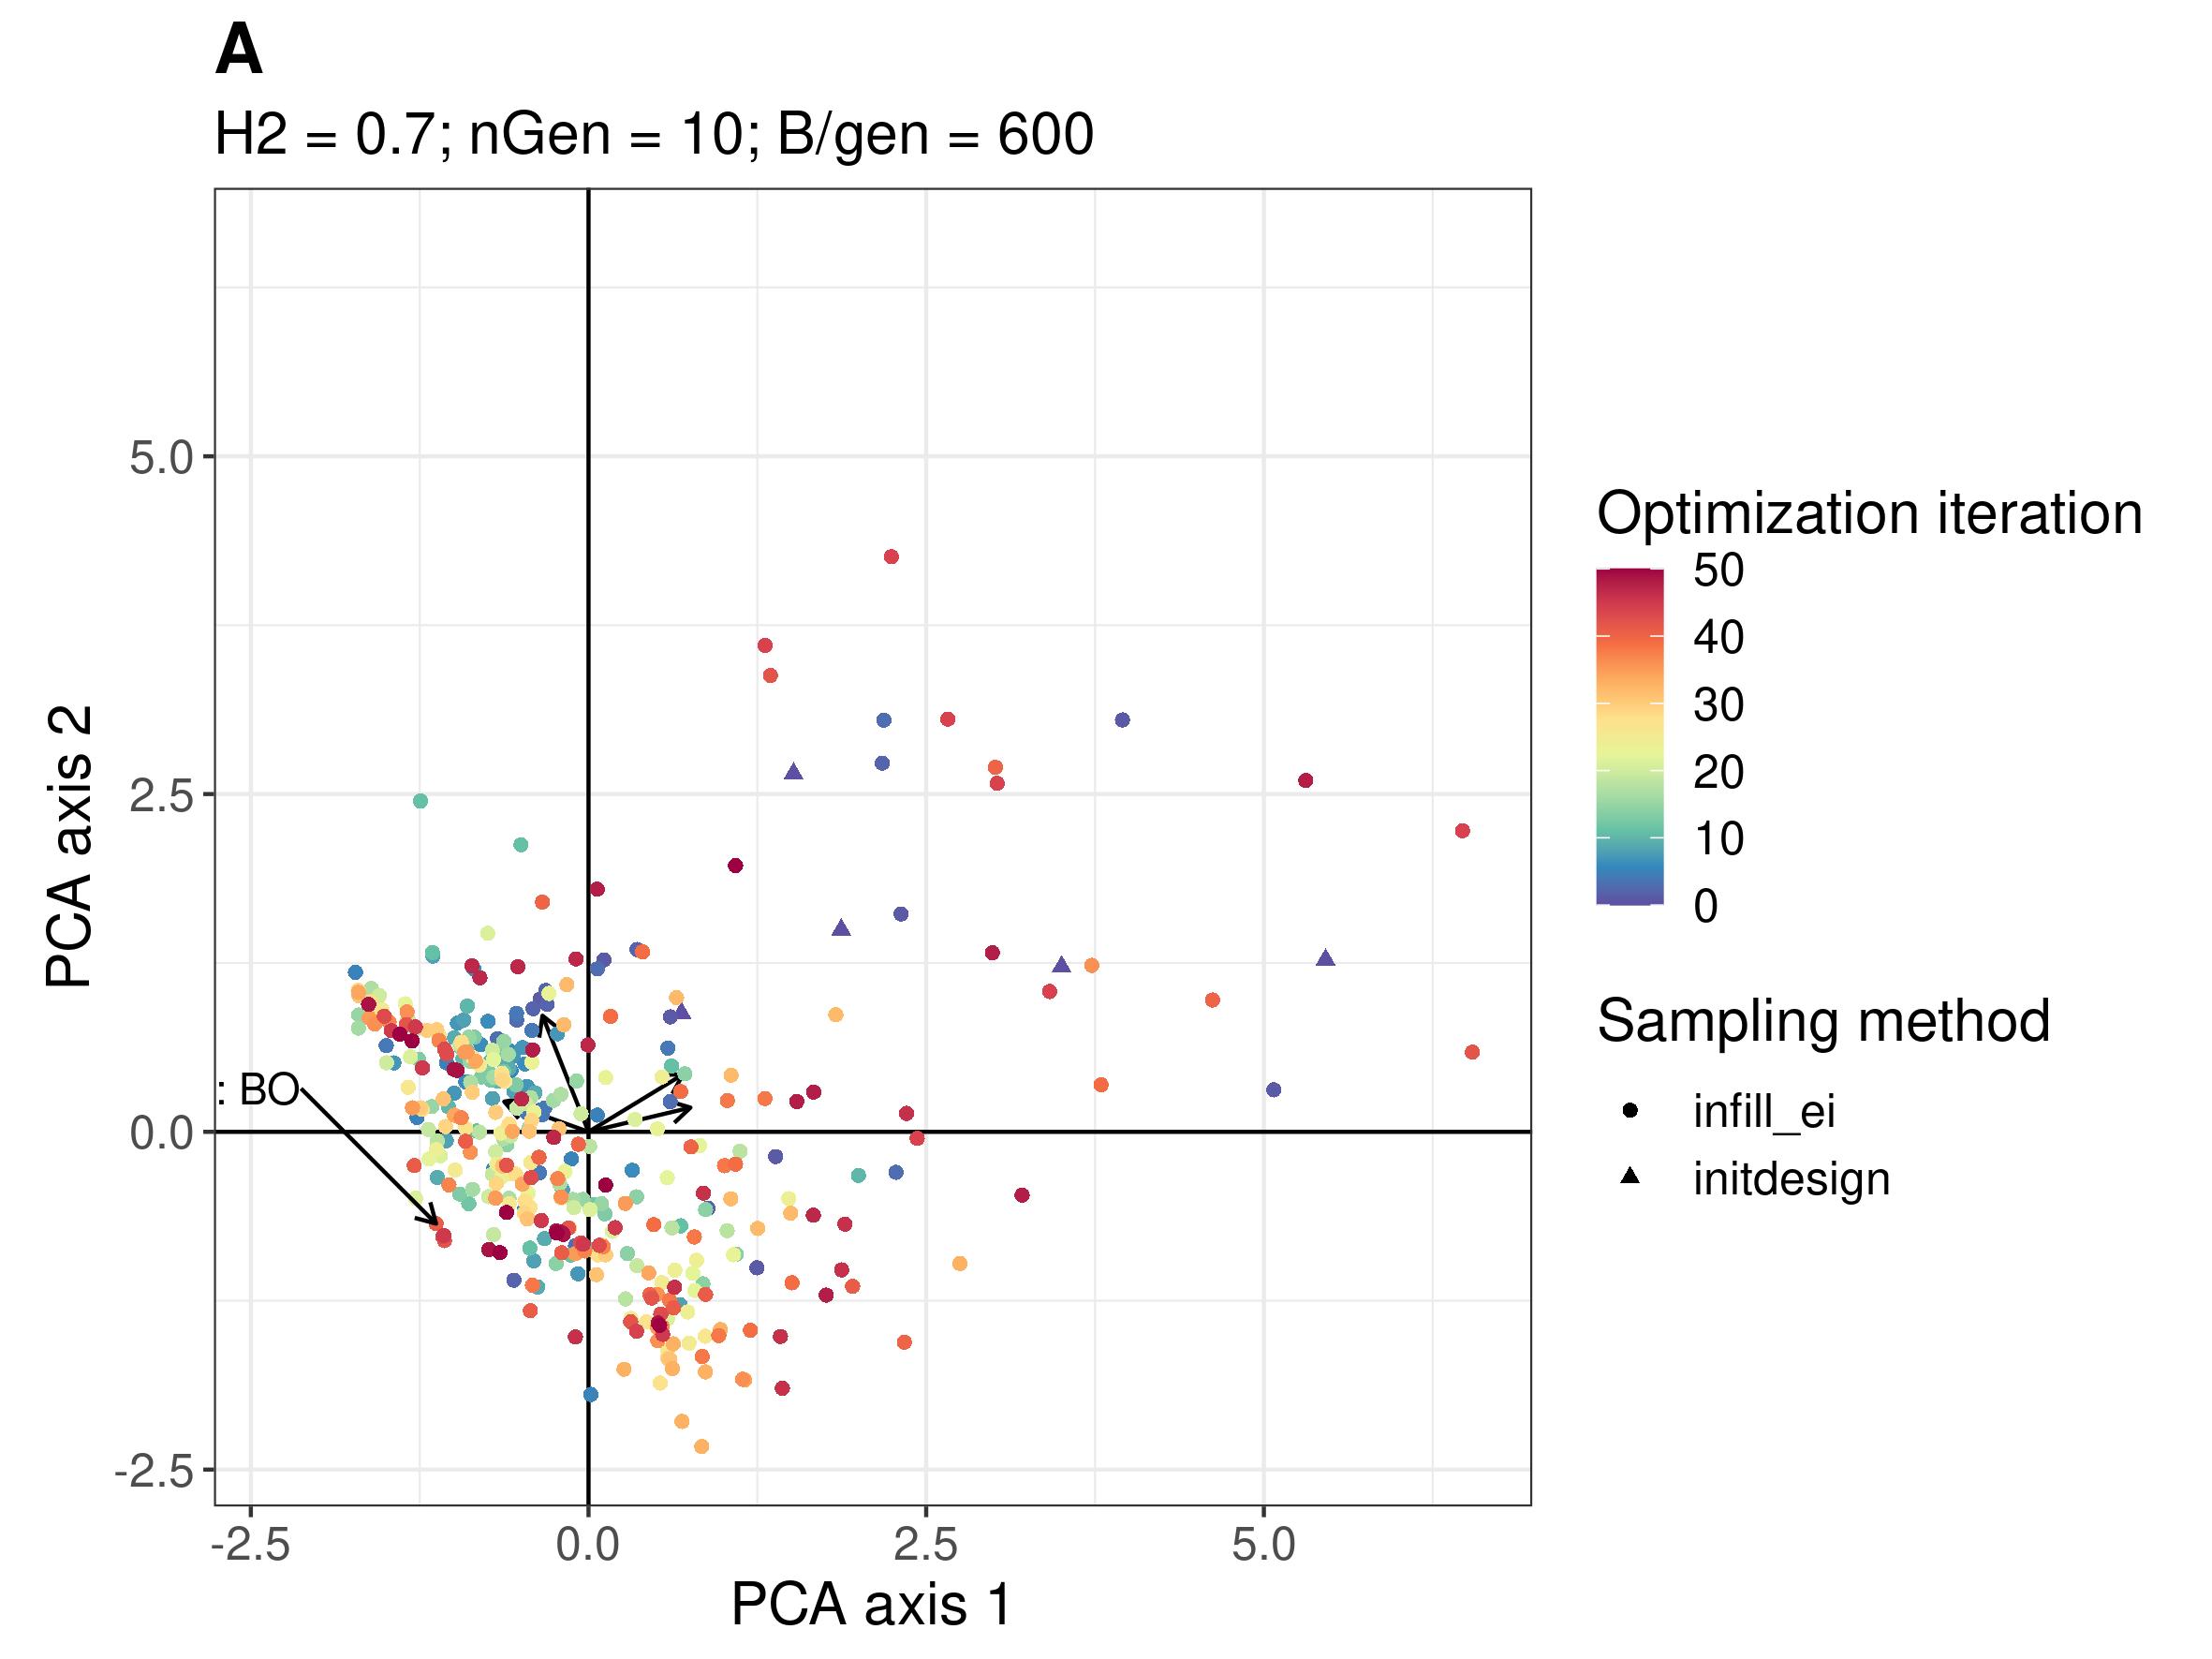 A
H2 = 0.7; nGen = 10; B/gen = 600
PCA axis 2
5.0
2.5
0.0
-2.5
: BO
-2.5
0.0
2.5
5.0
PCA axis 1
Optimization iteration
50
40
30
20
10
0
Sampling method
infill_ei
initdesign